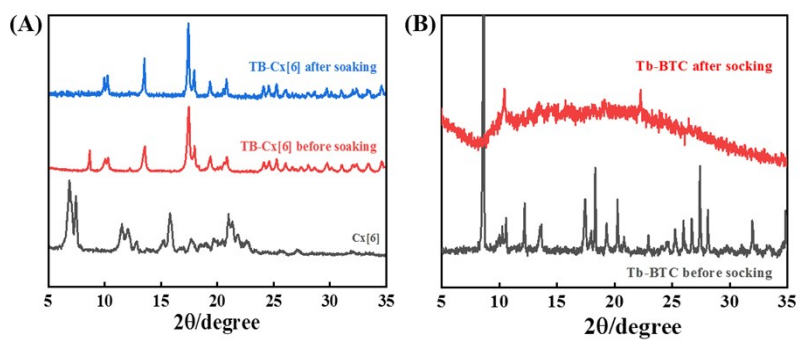 (A)
TB-Cx[6] after soaking
TB-Cx[6] before soaking
Cx[6]
5 10 15 20 25 30 35
2θ/degree
(B)
Tb-BTC after socking
Tb-BTC before socking
5 10 15 20 25 30 35
2θ/degree